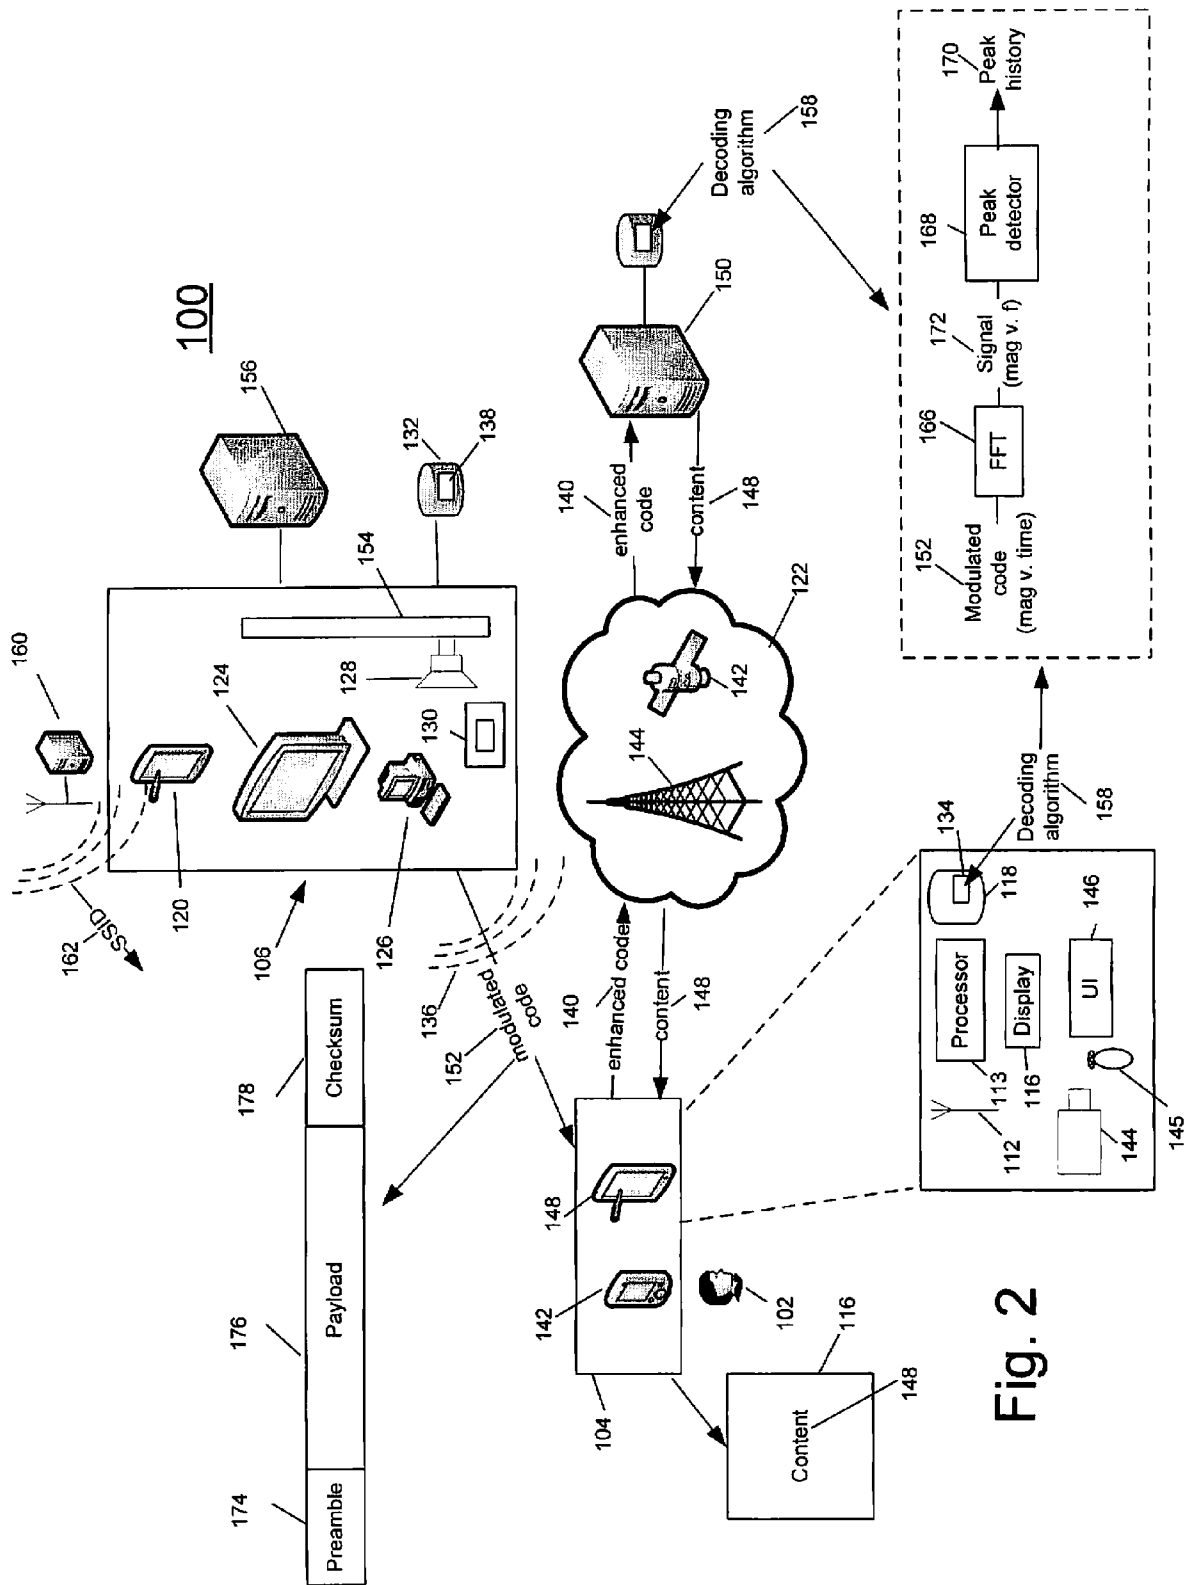 160
162
SSID
120
124
100
174
176
178
106
156
Preamble
Payload
Checksum
128
154
126
132
136
130
152
138
modulated
code
142
148
140
140
104
enhanced code
enhanced
code
144
content
content
148
142
148
150
Decoding
algorithm
158
102
122
116
Content
148
134
152
166
172
168
170
Processor
118
Modulated
code
(mag v. time)
FFT
Signal
(mag v. f)
Peak
detector
Peak
history
113
112
116
Display
Decoding
algorithm
158
146
UI
144
145
Fig. 2